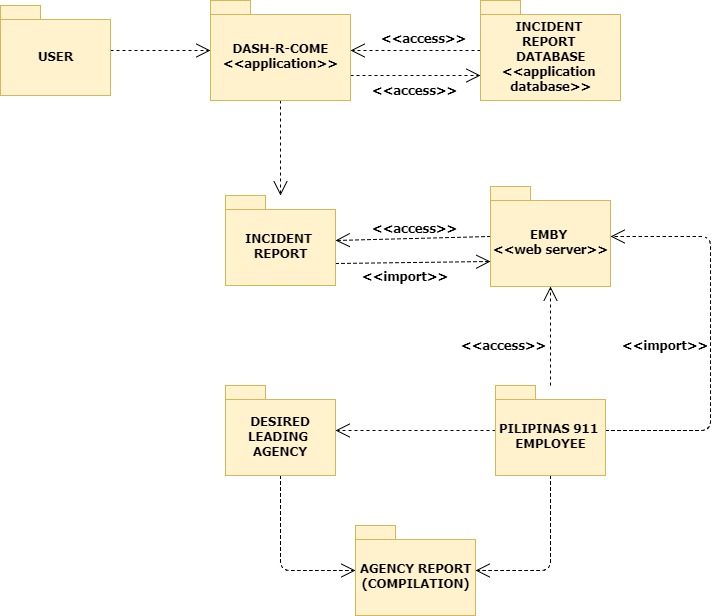 USER
DASH-R-COME
<<application>>
<<access>>
<<access>>
INCIDENT
REPORT
DATABASE
<<application
database>>
INCIDENT
REPORT
<<access>>
<<import>>
EMBY
<<web server>>
<<access>>
<<import>>
DESIRED
LEADING
AGENCY
PILIPINAS 911
EMPLOYEE
AGENCY REPORT
(COMPILATION)